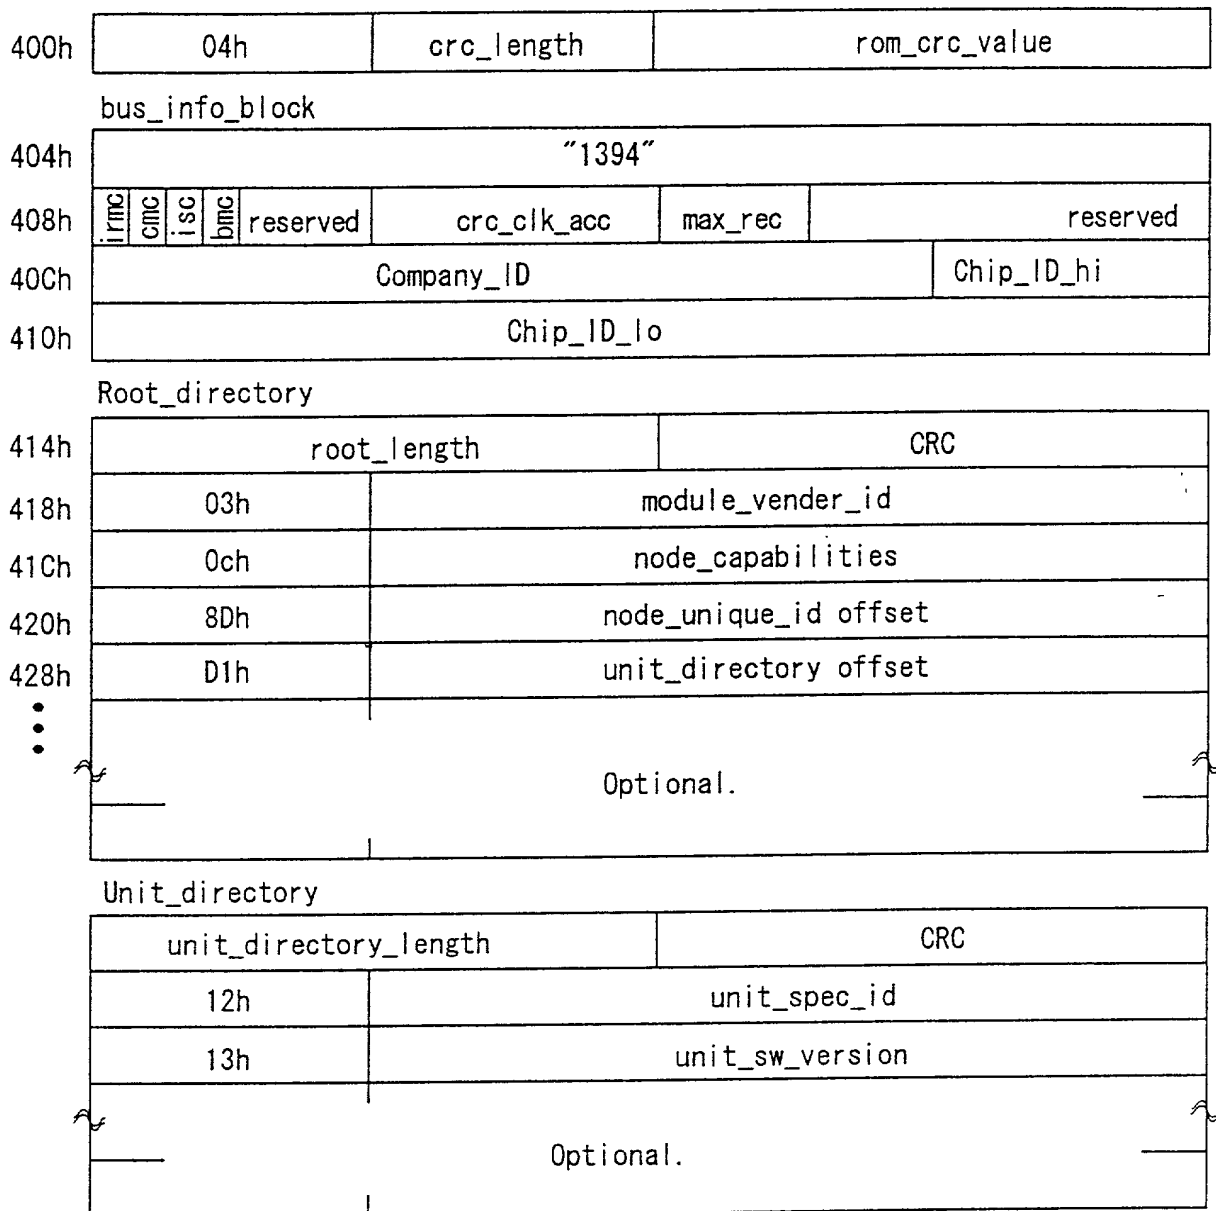 400h 04h crc_length rom_crc_value
bus_info_block
404h "1394"
408h irmc cmc isc bmc reserved crc_clk_acc max_rec reserved
40Ch Company_ID Chip_ID_hi
410h Chip_ID_lo
Root_directory
414h root_length CRC
418h 03h module_vender_id
41Ch 0ch node_capabilities
420h 8Dh node_unique_id offset
428h D1h unit_directory offset
Optional.
Unit_directory
unit_directory_length CRC
12h unit_spec_id
13h unit_sw_version
Optional.